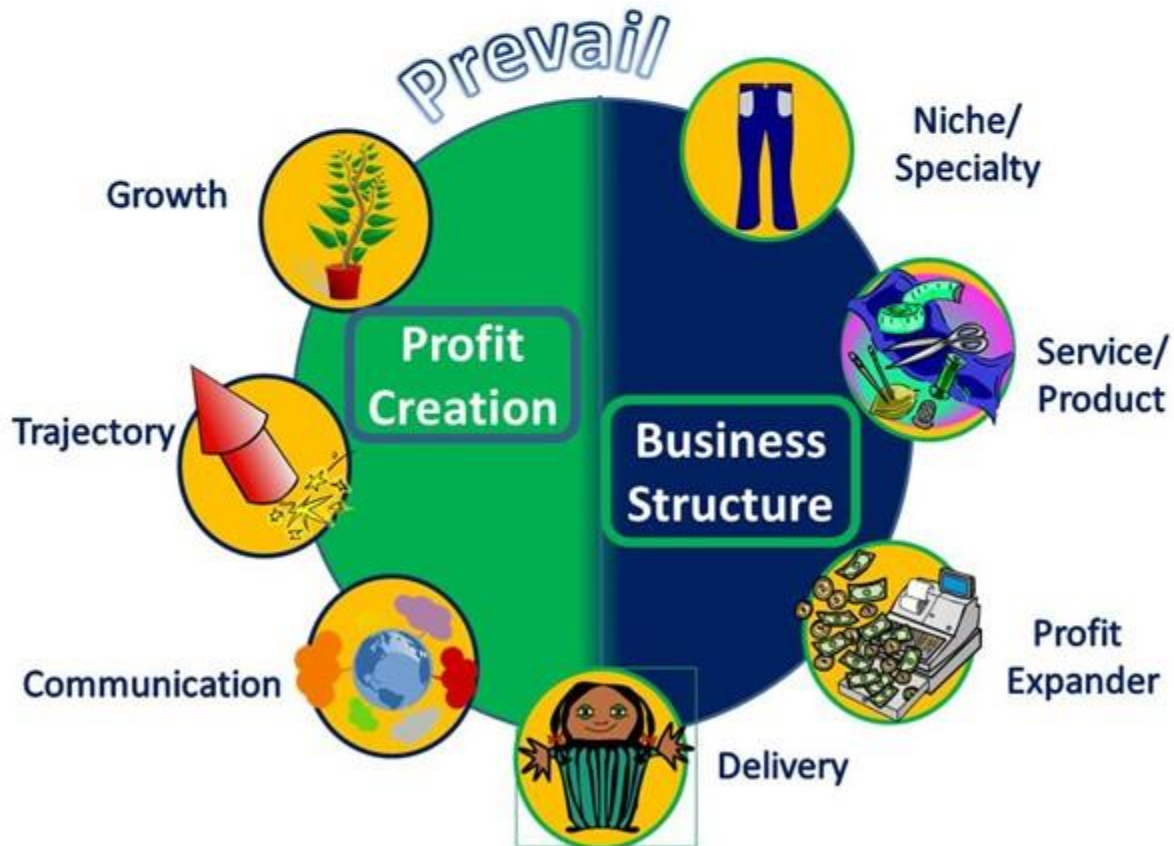 Prevail
Niche/
Specialty
Growth
Profit
Creation
Service/
Product
Trajectory
Business
Structure
Profit
Expander
Communication
Delivery